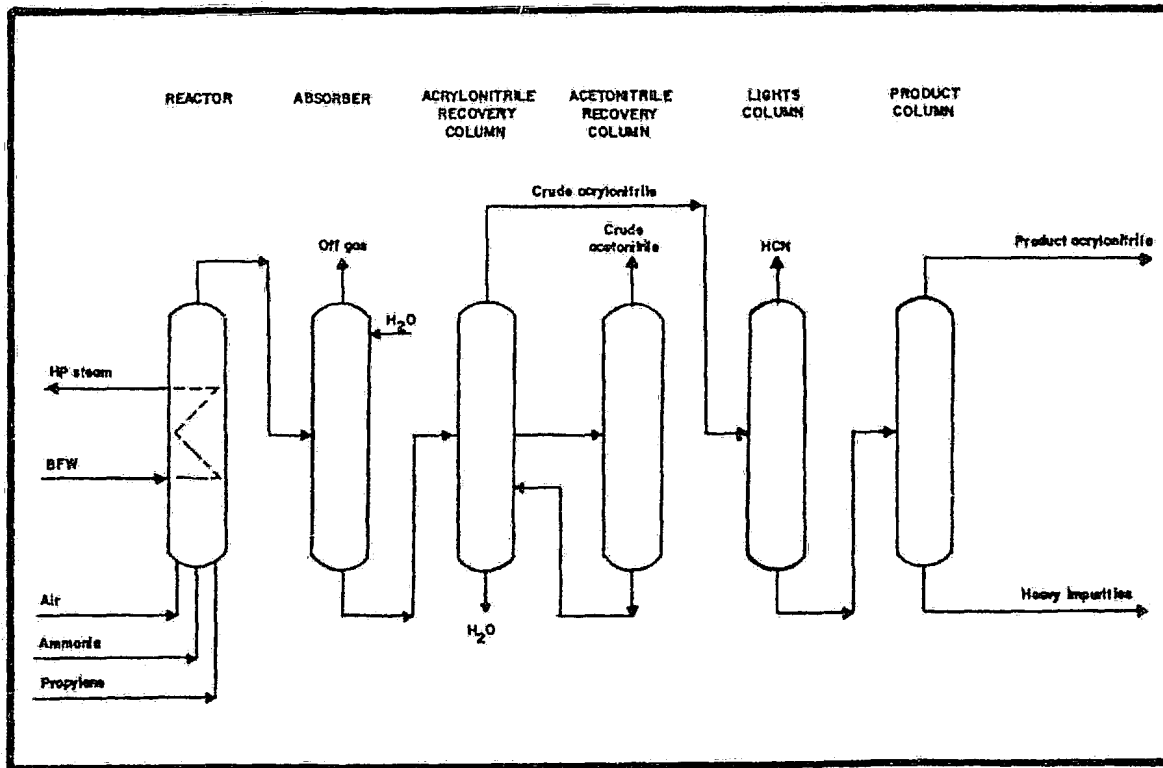 REACTOR
ABSORBER
ACRYLONITRILE
RECOVERY
COLUMN
ACETONITRILE
RECOVERY
COLUMN
LIGHTS
COLUMN
PRODUCT
COLUMN
Crude acrylonitrile
Off gas
Crude
acetonitrile
HCN
Product acrylonitrile
H2O
HP steam
BFW
Air
Ammonia
Propylene
H2O
Heavy impurities